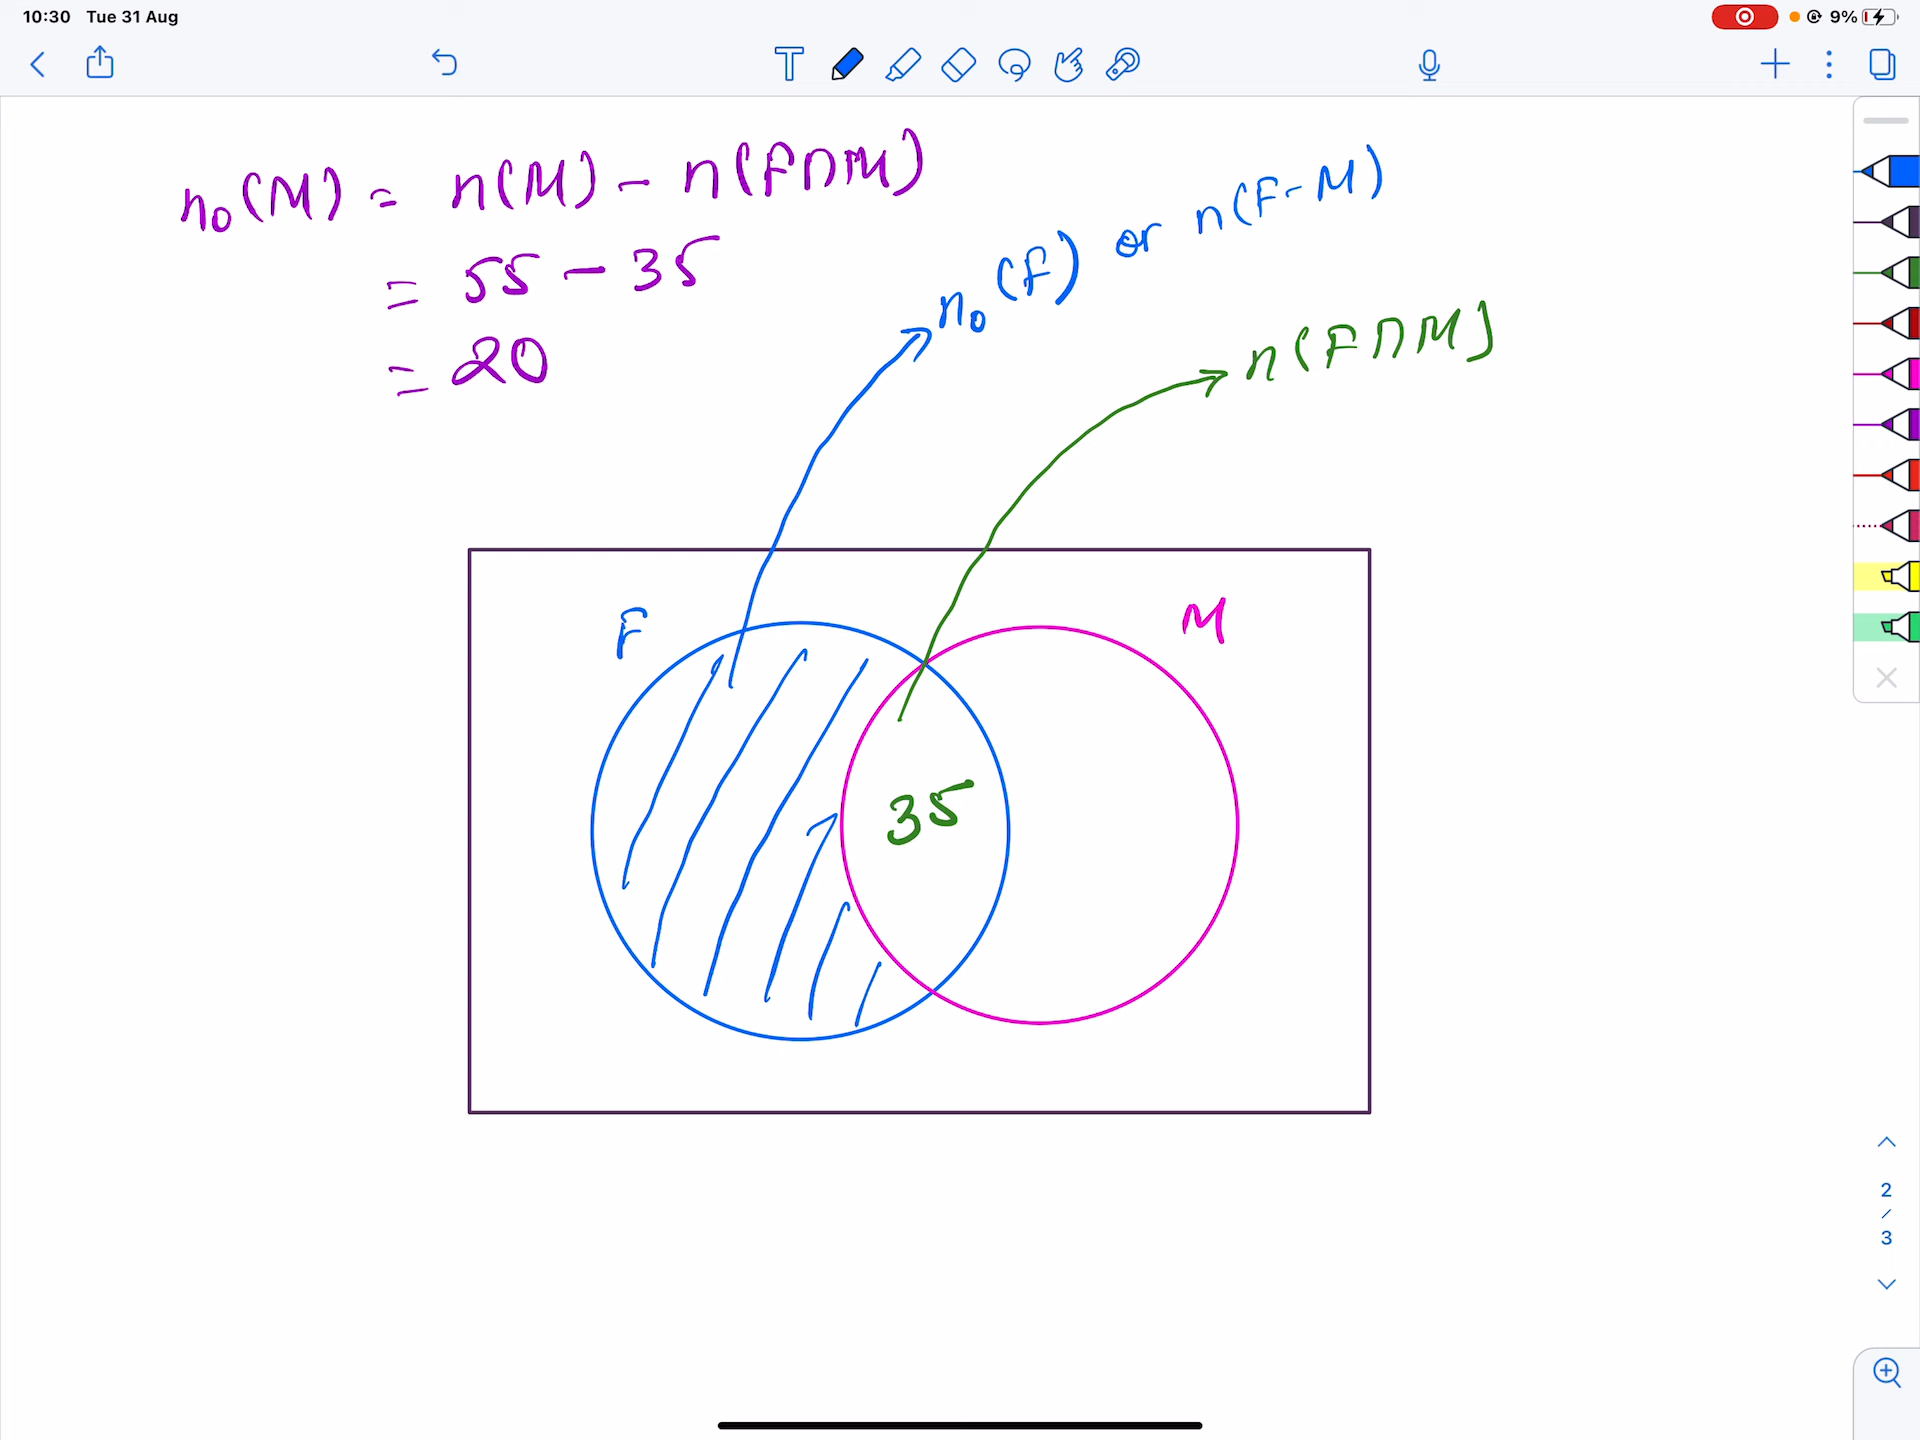 10:30 Tue 31 Aug
9%
T
n₀(M) = n(M) - n(F∩M)
= 55 - 35
= 20
n₀(F) or n(F-M)
n(F∩M)
F
M
35
2
/
3